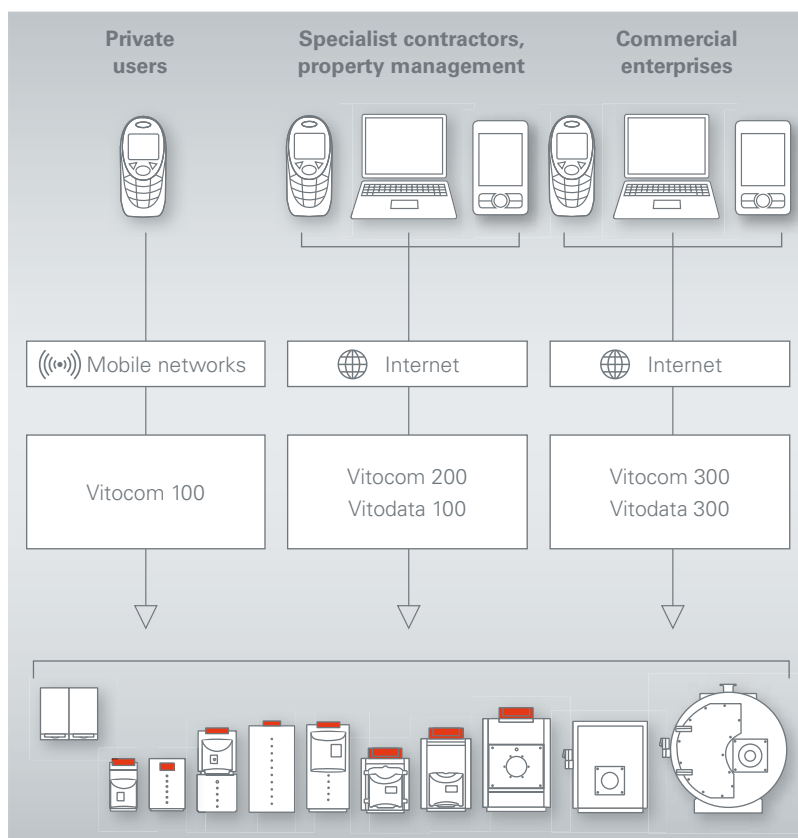 Private
users
Specialist contractors,
property management
Commercial
enterprises
Mobile networks
Internet
Internet
Vitocom 100
Vitocom 200
Vitodata 100
Vitocom 300
Vitodata 300